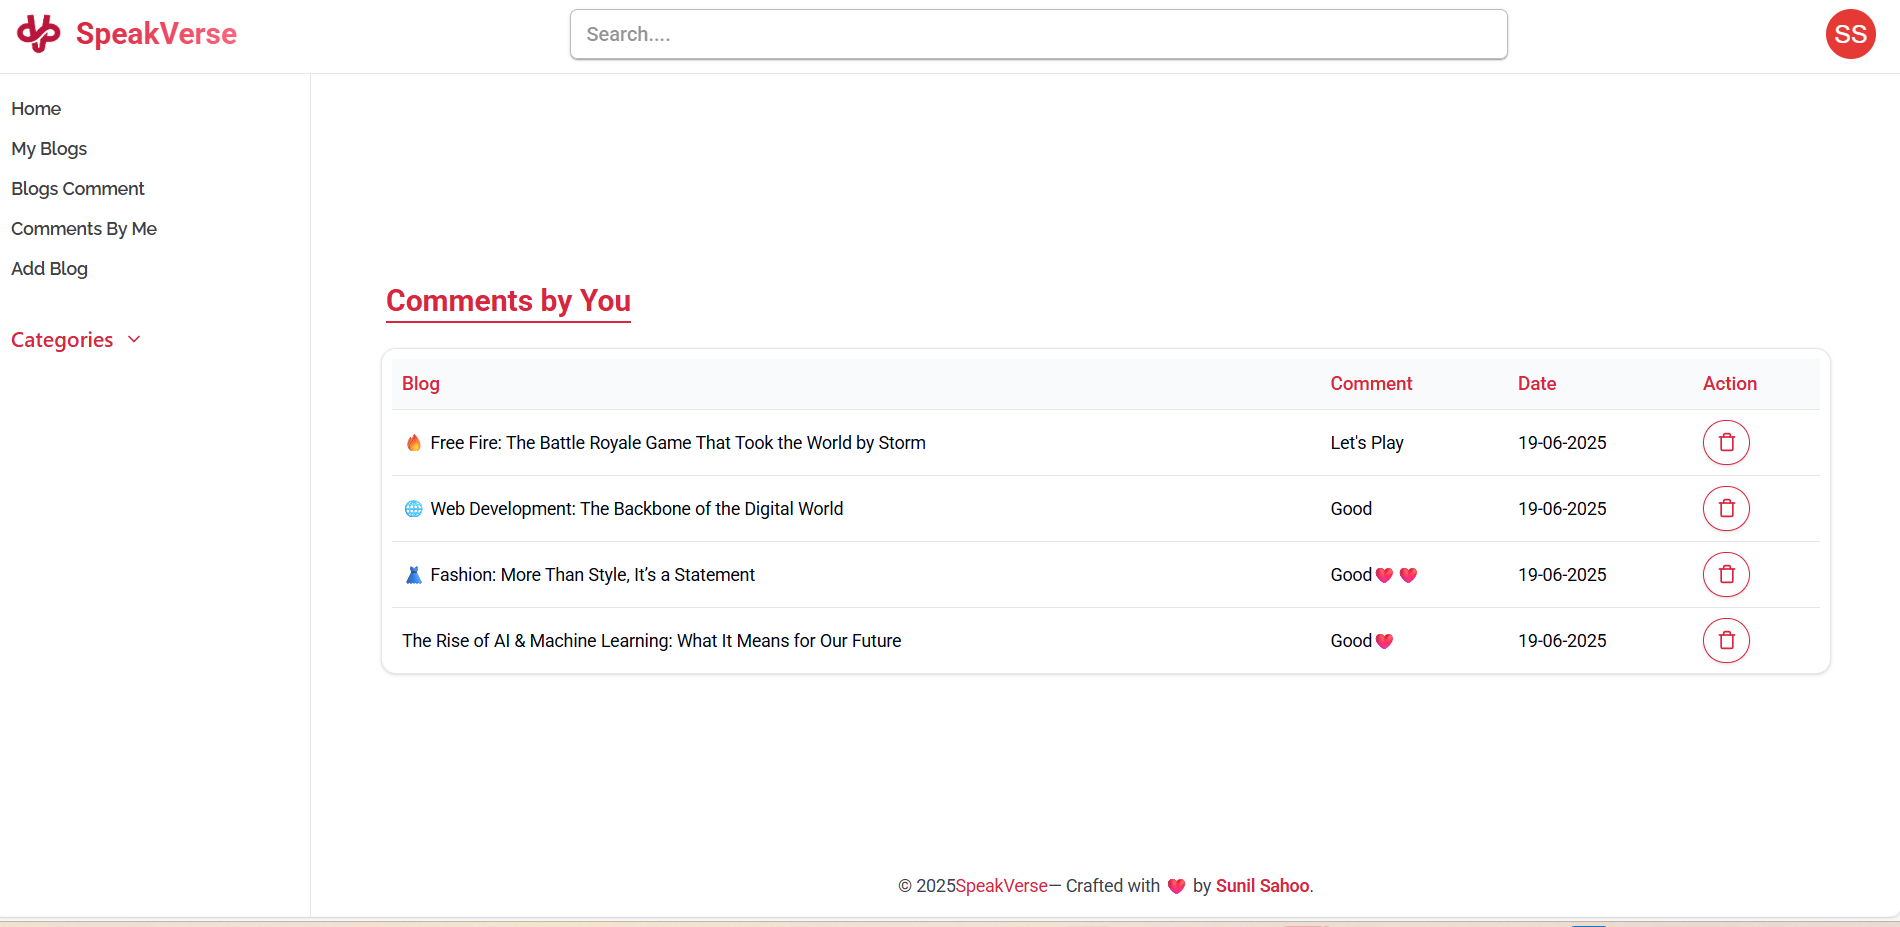 SpeakVerse
Search....
SS
Home
My Blogs
Blogs Comment
Comments By Me
Add Blog
Categories
Comments by You
Blog Comment Date Action
🔥 Free Fire: The Battle Royale Game That Took the World by Storm Let's Play 19-06-2025
🌐 Web Development: The Backbone of the Digital World Good 19-06-2025
👗 Fashion: More Than Style, It’s a Statement Good❤️ ❤️ 19-06-2025
The Rise of AI & Machine Learning: What It Means for Our Future Good❤️ 19-06-2025
© 2025SpeakVerse— Crafted with ❤️ by Sunil Sahoo.